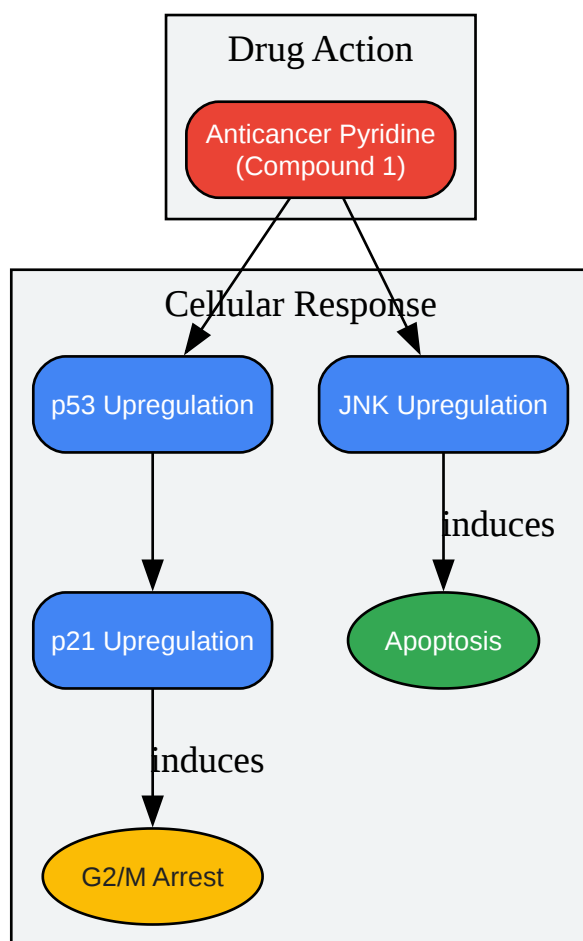 Drug Action
Anticancer Pyridine
(Compound 1)
Cellular Response
p53 Upregulation
JNK Upregulation
induces
p21 Upregulation
Apoptosis
induces
G2/M Arrest